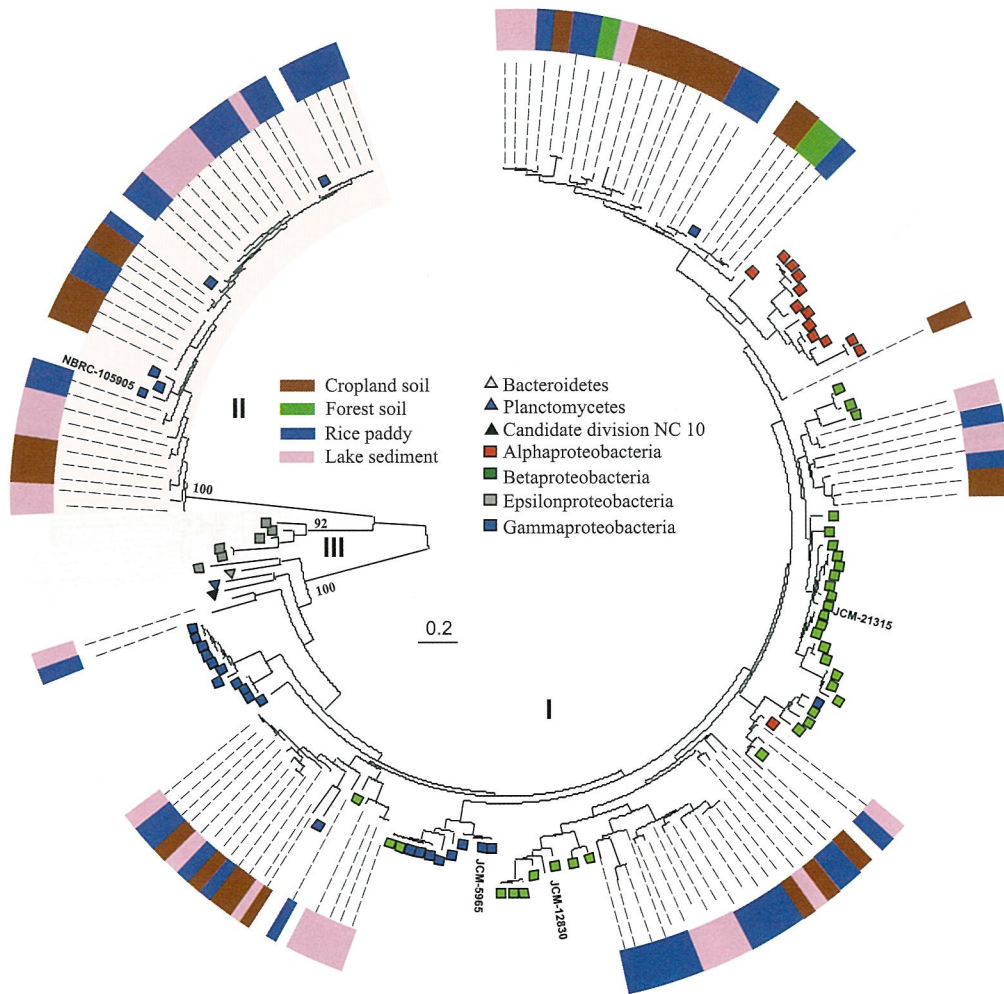 NBRC-105905
II
Cropland soil
Forest soil
Rice paddy
Lake sediment
Bacteroidetes
Planctomycetes
Candidate division NC 10
Alphaproteobacteria
Betaproteobacteria
Epsilonproteobacteria
Gammaproteobacteria
100
92
III
100
0.2
JCM-21315
I
JCM-5965
JCM-12830